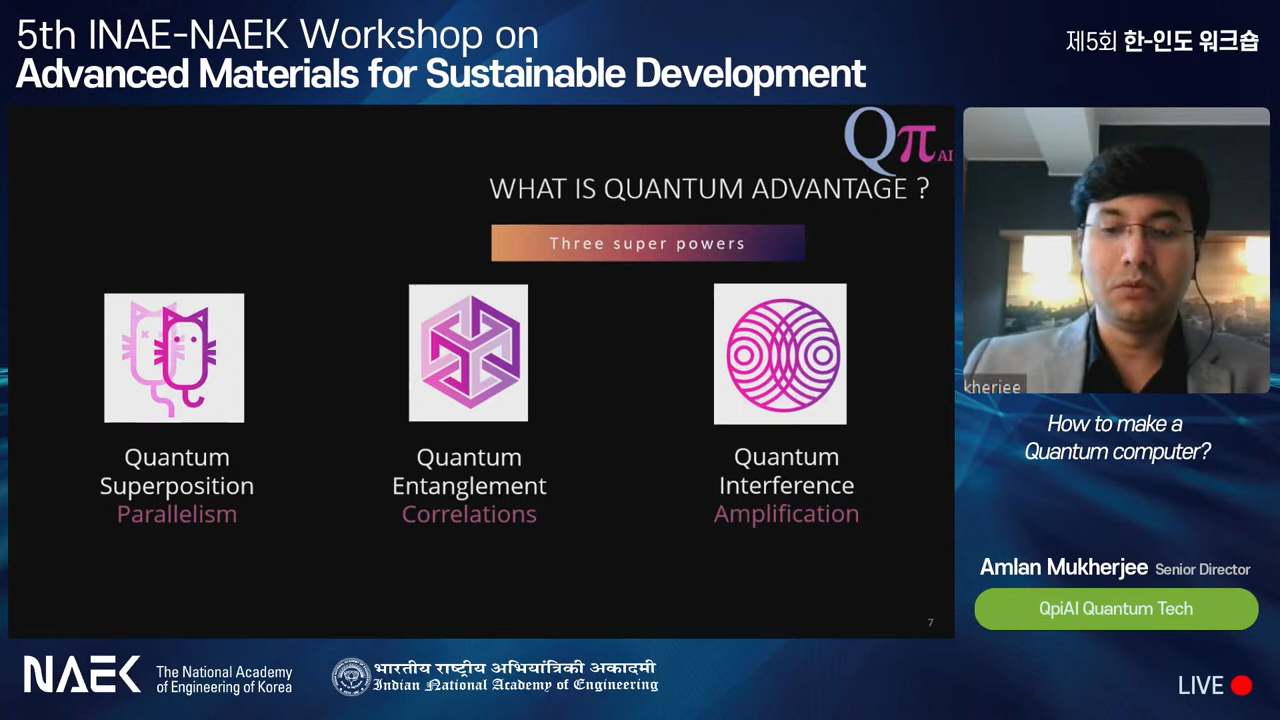 5th INAE-NAEK Workshop on
Advanced Materials for Sustainable Development
제5회 한-인도 워크숍
Qπ AI
WHAT IS QUANTUM ADVANTAGE ?
Three super powers
Quantum
Superposition
Parallelism
Quantum
Entanglement
Correlations
Quantum
Interference
Amplification
7
kherjee
How to make a
Quantum computer?
Amlan Mukherjee Senior Director
QpiAI Quantum Tech
NAEK
The National Academy
of Engineering of Korea
भारतीय राष्ट्रीय अभियांत्रिकी अकादमी
Indian National Academy of Engineering
LIVE